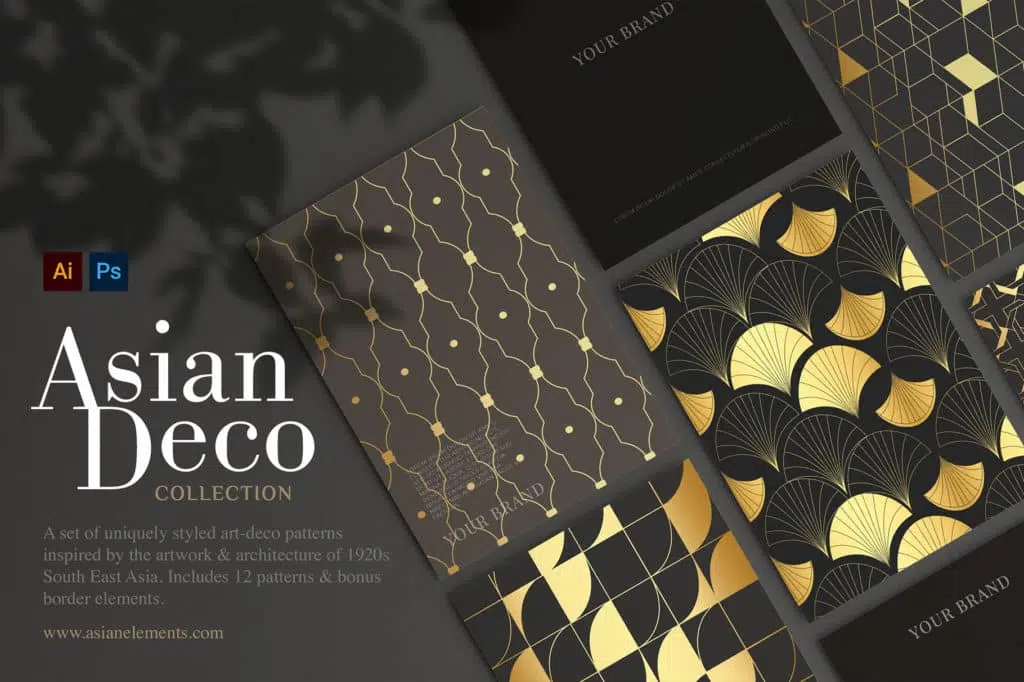 Ai Ps
Asian
Deco
COLLECTION
A set of uniquely styled art-deco patterns
inspired by the artwork & architecture of 1920s
South East Asia. Includes 12 patterns & bonus
border elements.
www.asianelements.com
YOUR BRAND
YOUR BRAND
YOUR BRAND